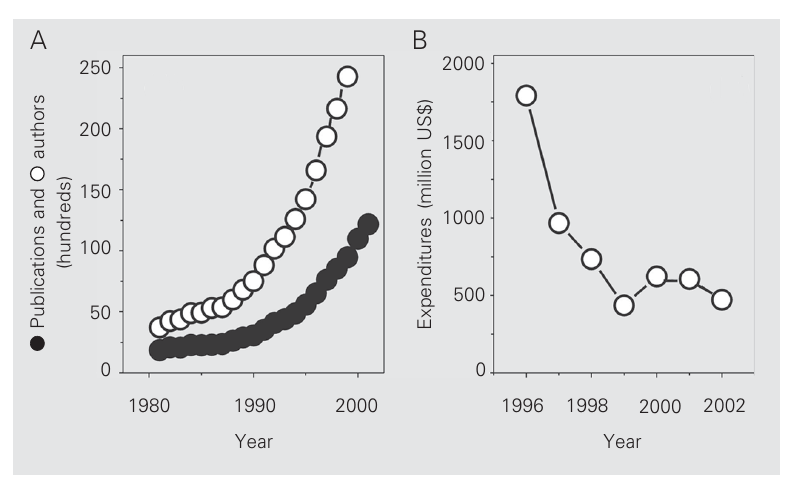 A
● Publications and ○ authors
(hundreds)
250
200
150
100
50
0
1980 1990 2000
Year
B
Expenditures (million US$)
2000
1500
1000
500
0
1996 1998 2000 2002
Year